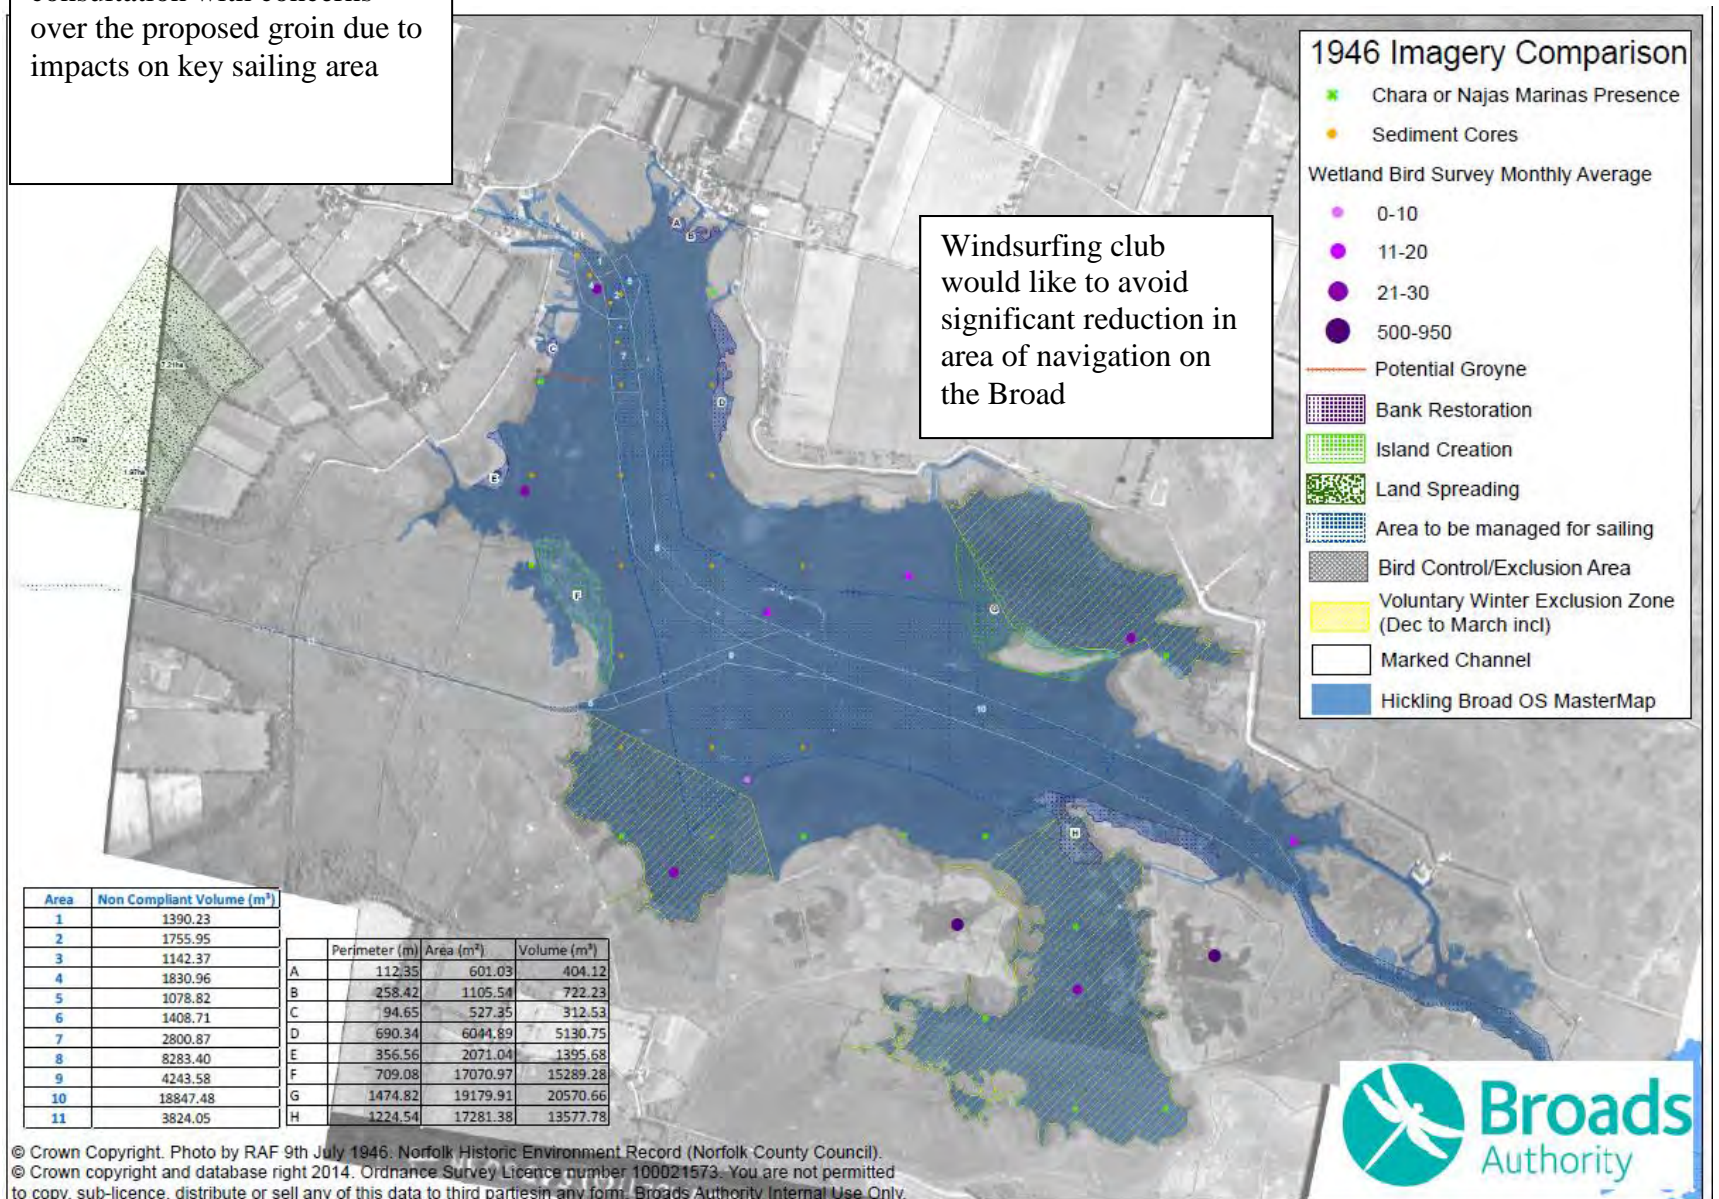 consultation with concerns
over the proposed groin due to
impacts on key sailing area
Windsurfing club
would like to avoid
significant reduction in
area of navigation on
the Broad
1946 Imagery Comparison
Chara or Najas Marinas Presence
Sediment Cores
Wetland Bird Survey Monthly Average
0-10
11-20
21-30
500-950
Potential Groyne
Bank Restoration
Island Creation
Land Spreading
Area to be managed for sailing
Bird Control/Exclusion Area
Voluntary Winter Exclusion Zone
(Dec to March incl)
Marked Channel
Hickling Broad OS MasterMap
A
B
C
D
E
F
G
H
1
7
8
9
10
11
Area Non Compliant Volume (m³)
1 1390.23
2 1755.95
3 1142.37
4 1830.96
5 1078.82
6 1408.71
7 2800.87
8 8283.40
9 4243.58
10 18847.48
11 3824.05
Perimeter (m) Area (m²) Volume (m³)
A 112.35 601.03 404.12
B 258.42 1105.54 722.23
C 94.65 527.35 312.53
D 690.34 6044.89 5130.75
E 356.56 2071.04 1395.68
F 709.08 17070.97 15289.28
G 1474.82 19179.91 20570.66
H 1224.54 17281.38 13577.78
Broads
Authority
© Crown Copyright. Photo by RAF 9th July 1946. Norfolk Historic Environment Record (Norfolk County Council).
© Crown copyright and database right 2014. Ordnance Survey Licence number 100021573. You are not permitted
to copy, sub-licence, distribute or sell any of this data to third partiesin any form. Broads Authority Internal Use Only.